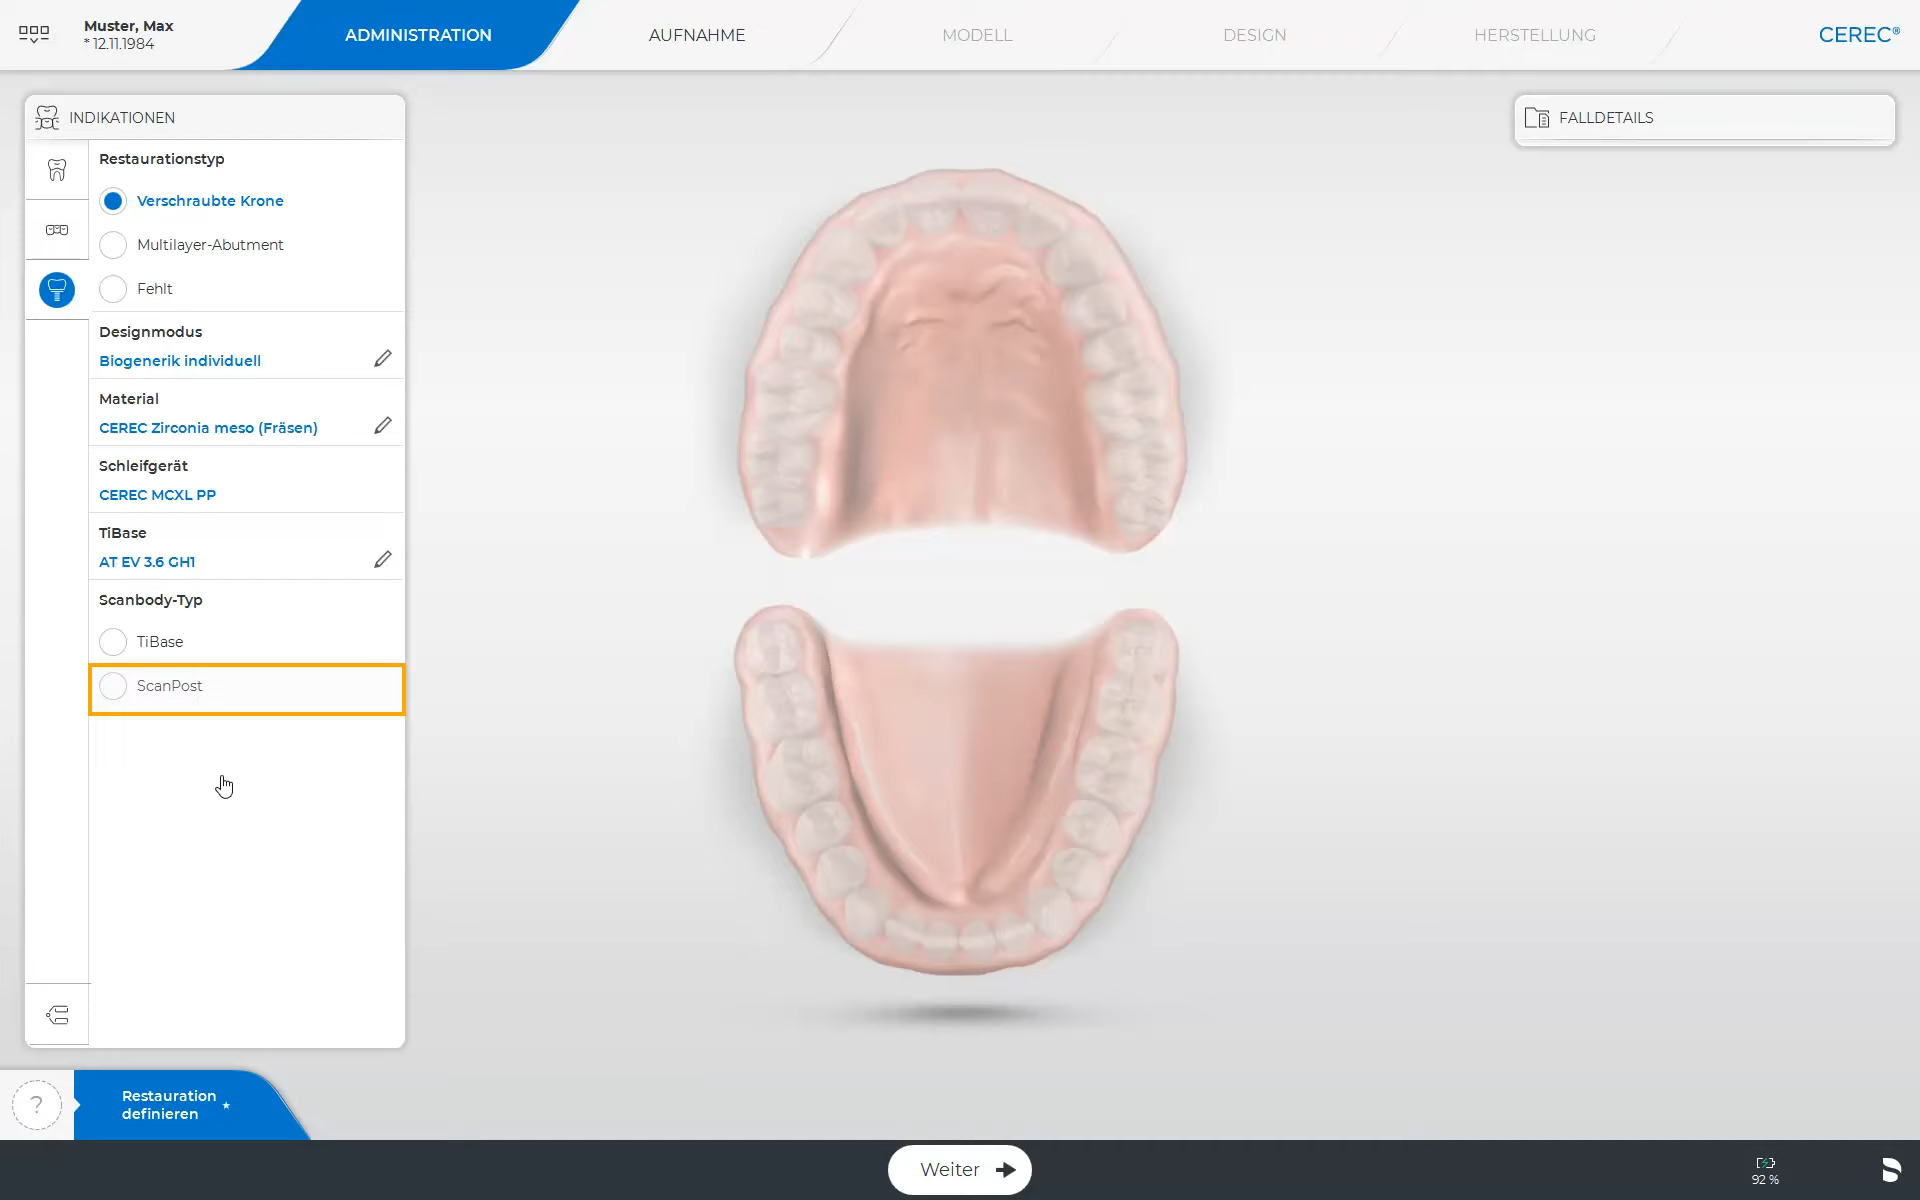 Muster, Max
* 12.11.1984
ADMINISTRATION
AUFNAHME
MODELL
DESIGN
HERSTELLUNG
CEREC®
INDIKATIONEN
FALLDETAILS
Restaurationstyp
Verschraubte Krone
Multilayer-Abutment
Fehlt
Designmodus
Biogenerik individuell
Material
CEREC Zirconia meso (Fräsen)
Schleifgerät
CEREC MCXL PP
TiBase
AT EV 3.6 GH1
Scanbody-Typ
TiBase
ScanPost
?
Restauration
definieren
Weiter
92 %